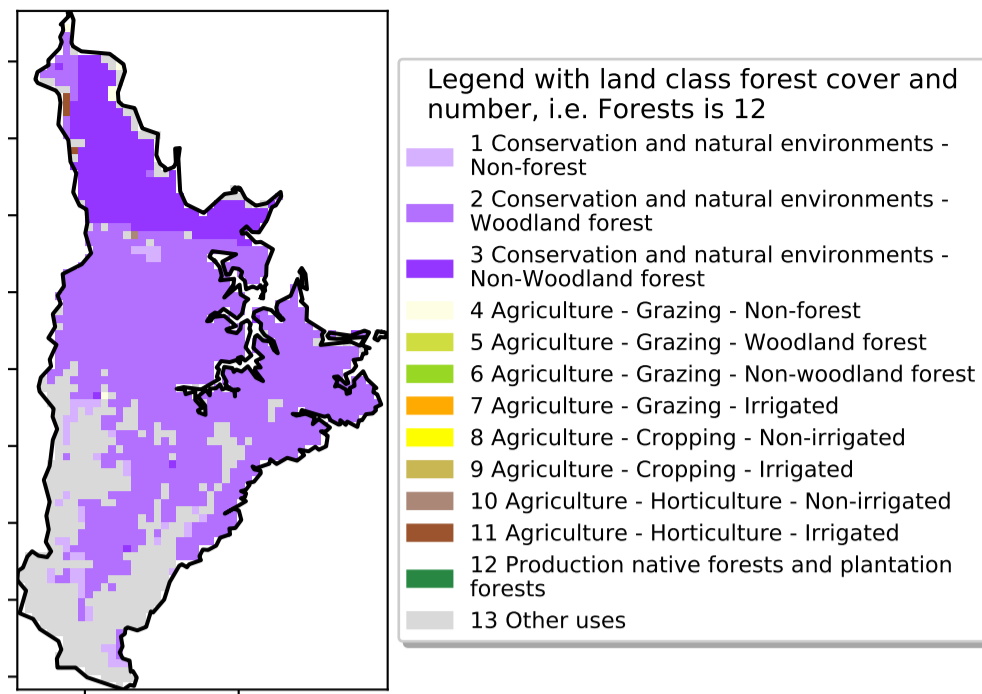 Legend with land class forest cover and
number, i.e. Forests is 12
1 Conservation and natural environments -
Non-forest
2 Conservation and natural environments -
Woodland forest
3 Conservation and natural environments -
Non-Woodland forest
4 Agriculture - Grazing - Non-forest
5 Agriculture - Grazing - Woodland forest
6 Agriculture - Grazing - Non-woodland forest
7 Agriculture - Grazing - Irrigated
8 Agriculture - Cropping - Non-irrigated
9 Agriculture - Cropping - Irrigated
10 Agriculture - Horticulture - Non-irrigated
11 Agriculture - Horticulture - Irrigated
12 Production native forests and plantation
forests
13 Other uses